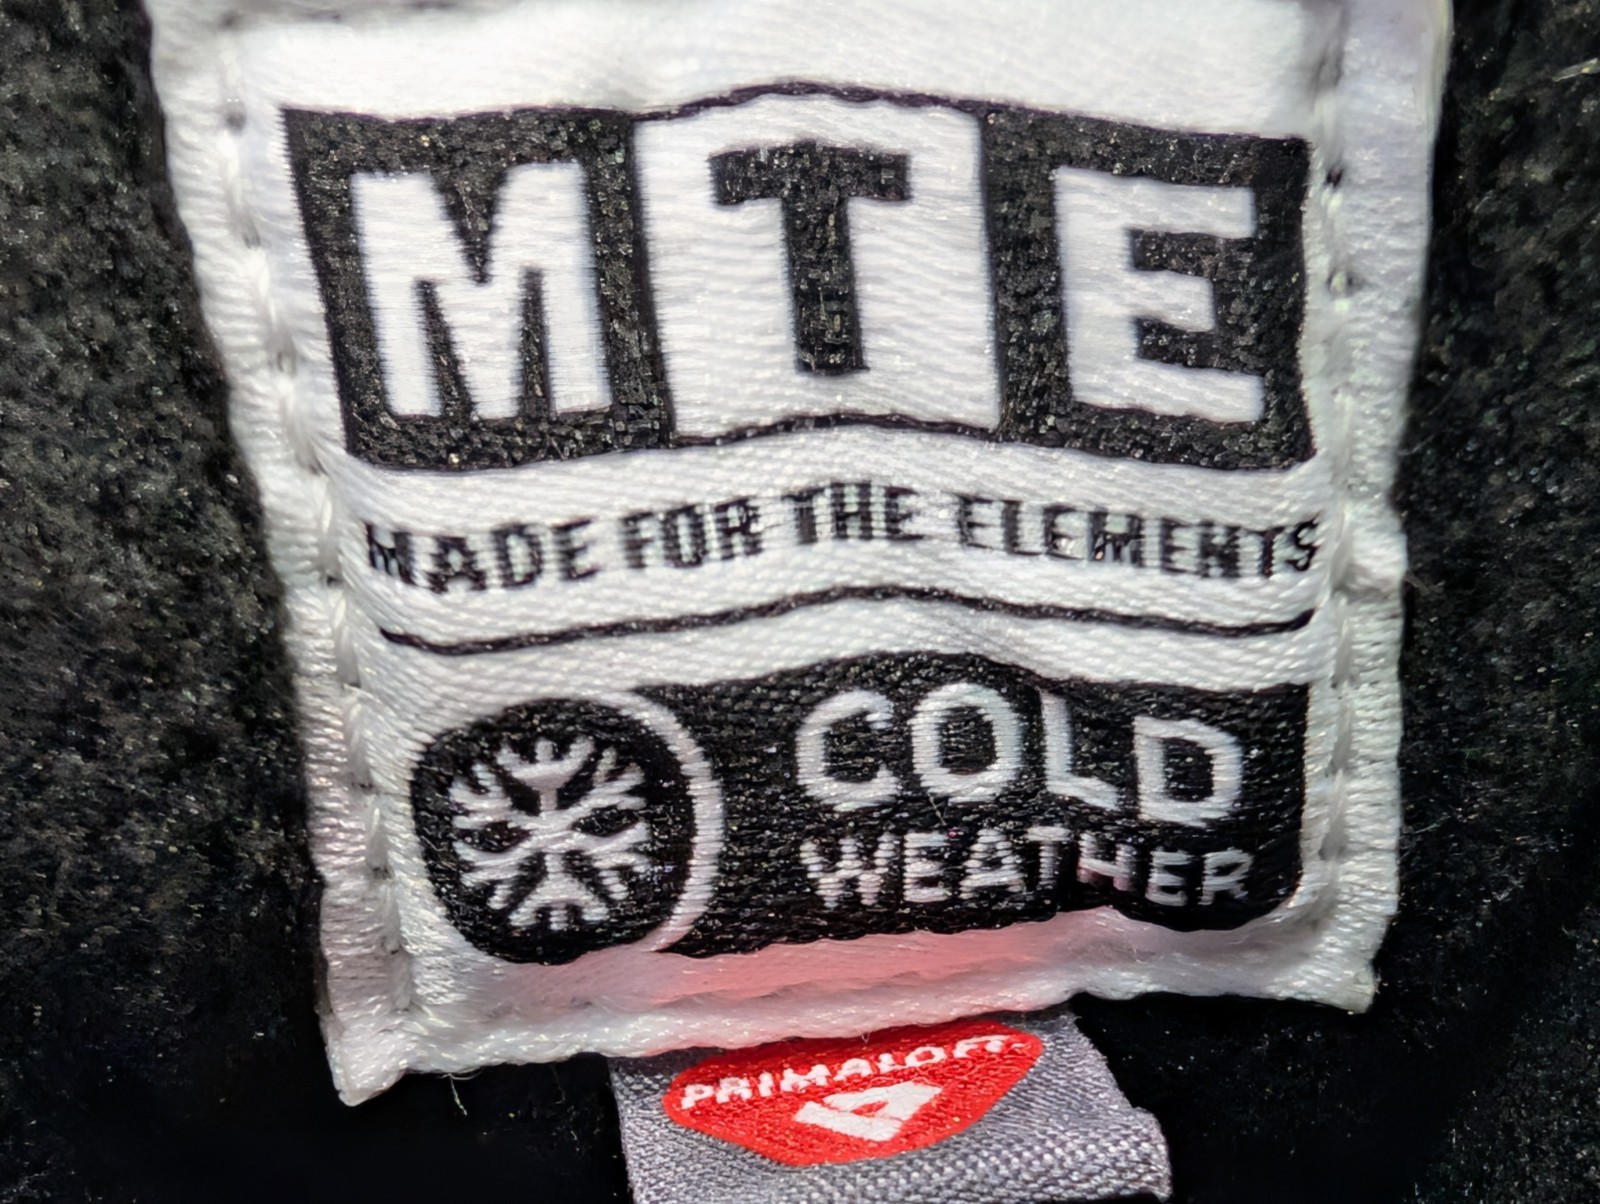 MTE
MADE FOR THE ELEMENTS
COLD
WEATHER
PRIMALOFT